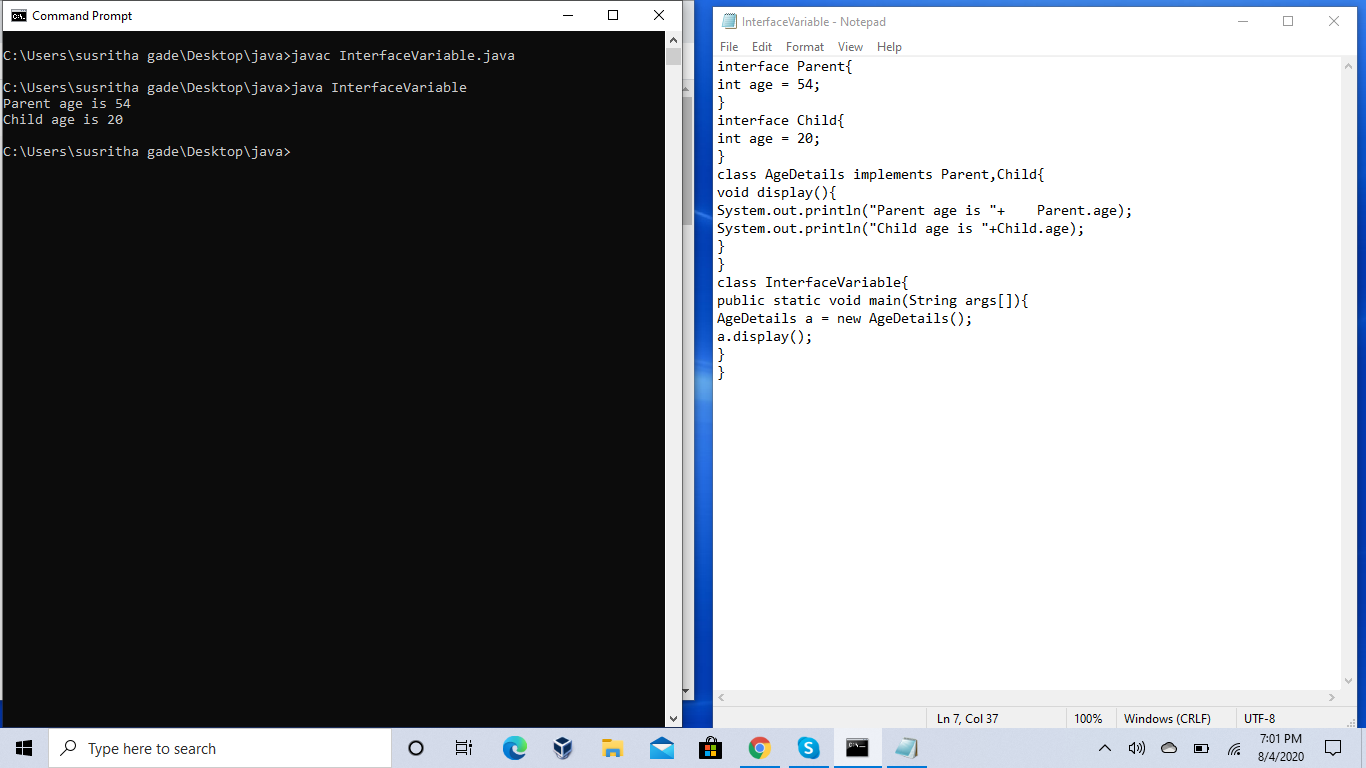 Command Prompt
C:\Users\susritha gade\Desktop\java>javac InterfaceVariable.java
C:\Users\susritha gade\Desktop\java>java InterfaceVariable
Parent age is 54
Child age is 20
C:\Users\susritha gade\Desktop\java>
InterfaceVariable - Notepad
File Edit Format View Help
interface Parent{
int age = 54;
}
interface Child{
int age = 20;
}
class AgeDetails implements Parent,Child{
void display(){
System.out.println("Parent age is "+    Parent.age);
System.out.println("Child age is "+Child.age);
}
}
class InterfaceVariable{
public static void main(String args[]){
AgeDetails a = new AgeDetails();
a.display();
}
}
Ln 7, Col 37 100% Windows (CRLF) UTF-8
Type here to search
7:01 PM
8/4/2020